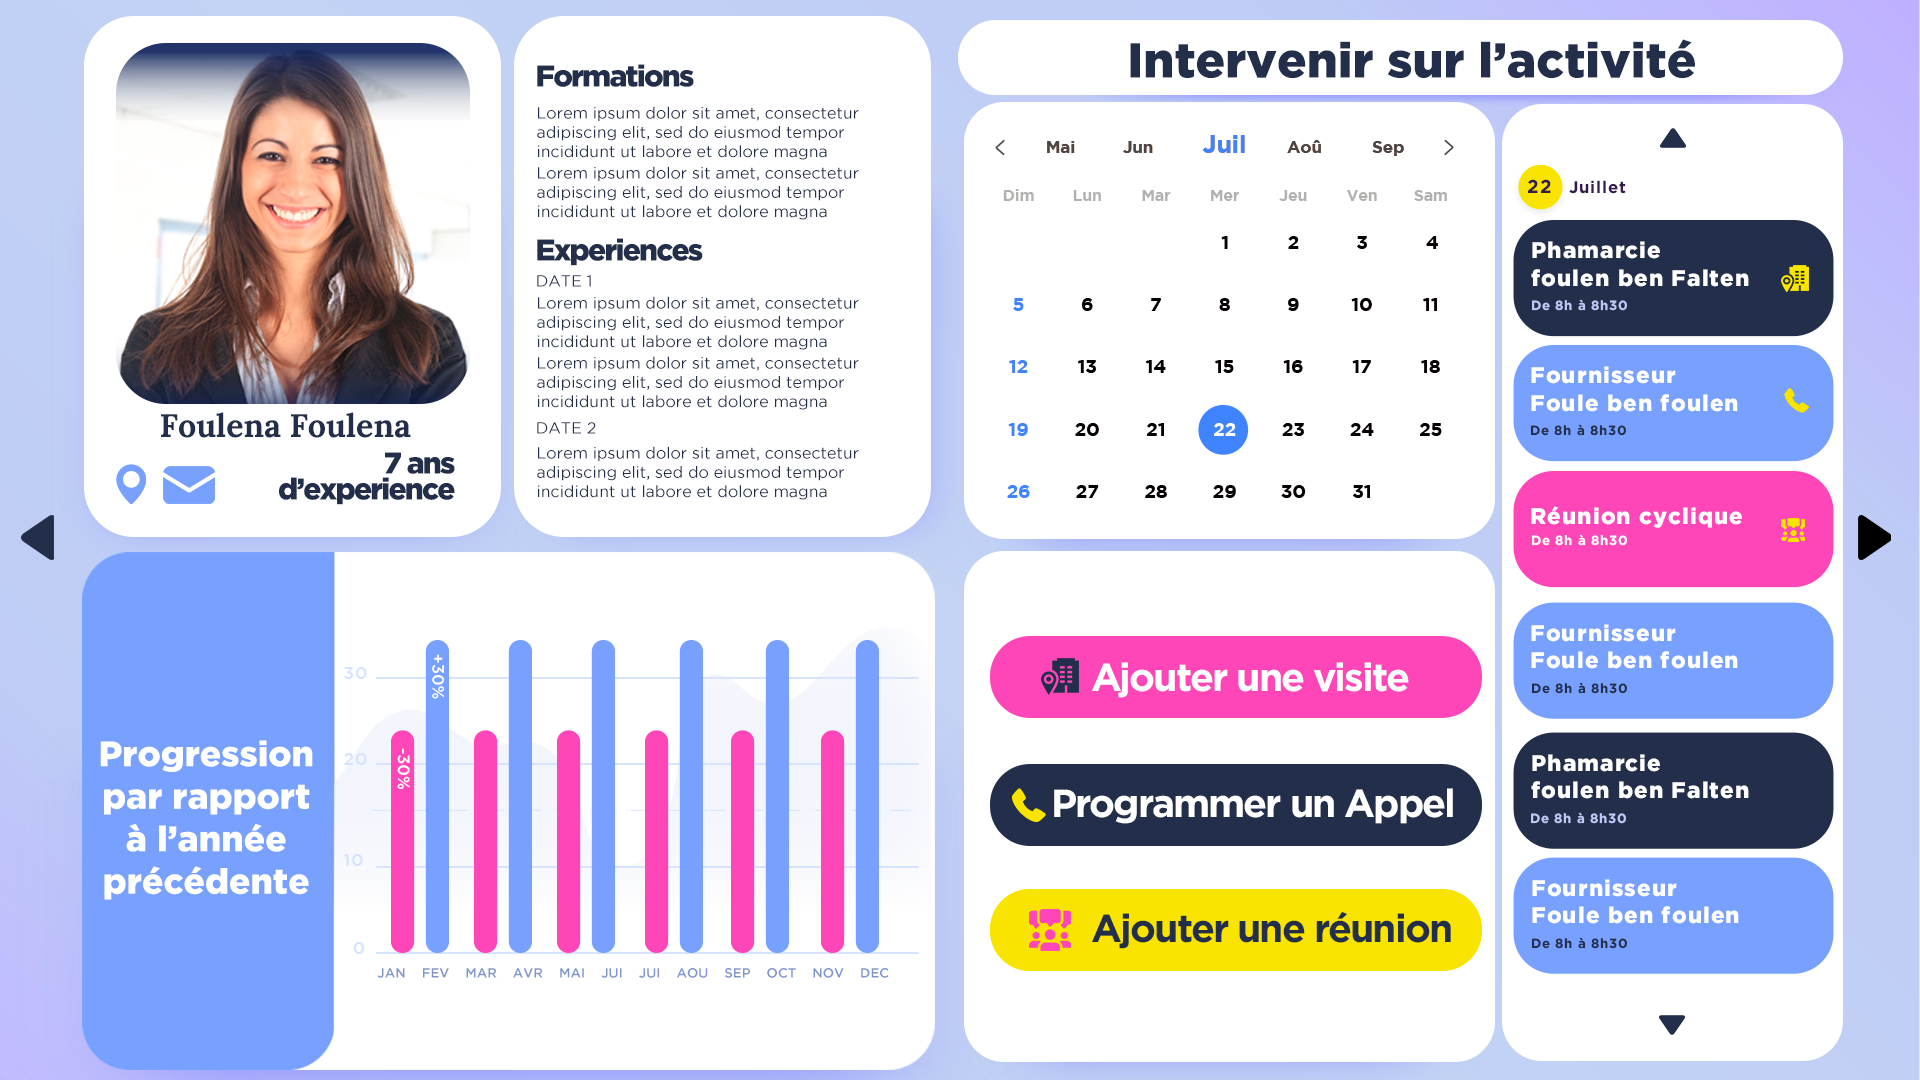 Foulena Foulena
7 ans
d’experience
Formations
Lorem ipsum dolor sit amet, consectetur
adipiscing elit, sed do eiusmod tempor
incididunt ut labore et dolore magna
Lorem ipsum dolor sit amet, consectetur
adipiscing elit, sed do eiusmod tempor
incididunt ut labore et dolore magna
Experiences
DATE 1
Lorem ipsum dolor sit amet, consectetur
adipiscing elit, sed do eiusmod tempor
incididunt ut labore et dolore magna
Lorem ipsum dolor sit amet, consectetur
adipiscing elit, sed do eiusmod tempor
incididunt ut labore et dolore magna
DATE 2
Lorem ipsum dolor sit amet, consectetur
adipiscing elit, sed do eiusmod tempor
incididunt ut labore et dolore magna
Intervenir sur l’activité
Mai Jun Juil Aoû Sep
Dim Lun Mar Mer Jeu Ven Sam
1 2 3 4
5 6 7 8 9 10 11
12 13 14 15 16 17 18
19 20 21 22 23 24 25
26 27 28 29 30 31
22 Juillet
Phamarcie
foulen ben Falten
De 8h à 8h30
Fournisseur
Foule ben foulen
De 8h à 8h30
Réunion cyclique
De 8h à 8h30
Fournisseur
Foule ben foulen
De 8h à 8h30
Phamarcie
foulen ben Falten
De 8h à 8h30
Fournisseur
Foule ben foulen
De 8h à 8h30
Progression
par rapport
à l’année
précédente
30
20
10
0
-30%
+30%
JAN FEV MAR AVR MAI JUI JUI AOU SEP OCT NOV DEC
Ajouter une visite
Programmer un Appel
Ajouter une réunion